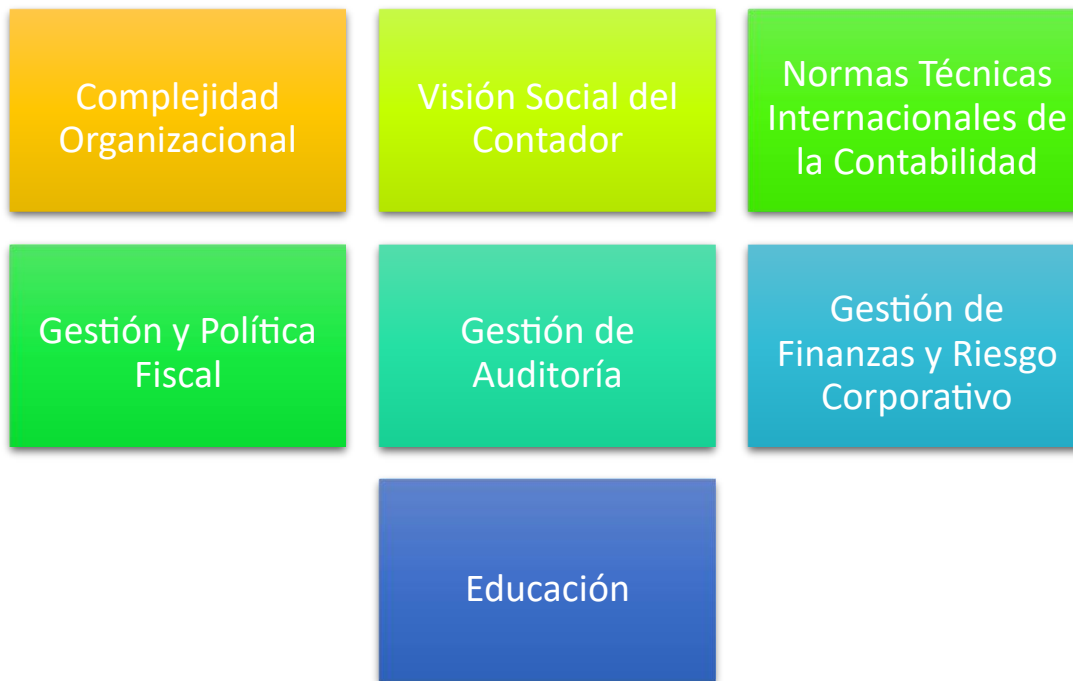 Complejidad
Organizacional
Visión Social del
Contador
Normas Técnicas
Internacionales de
la Contabilidad
Gestión y Política
Fiscal
Gestión de
Auditoría
Gestión de
Finanzas y Riesgo
Corporativo
Educación